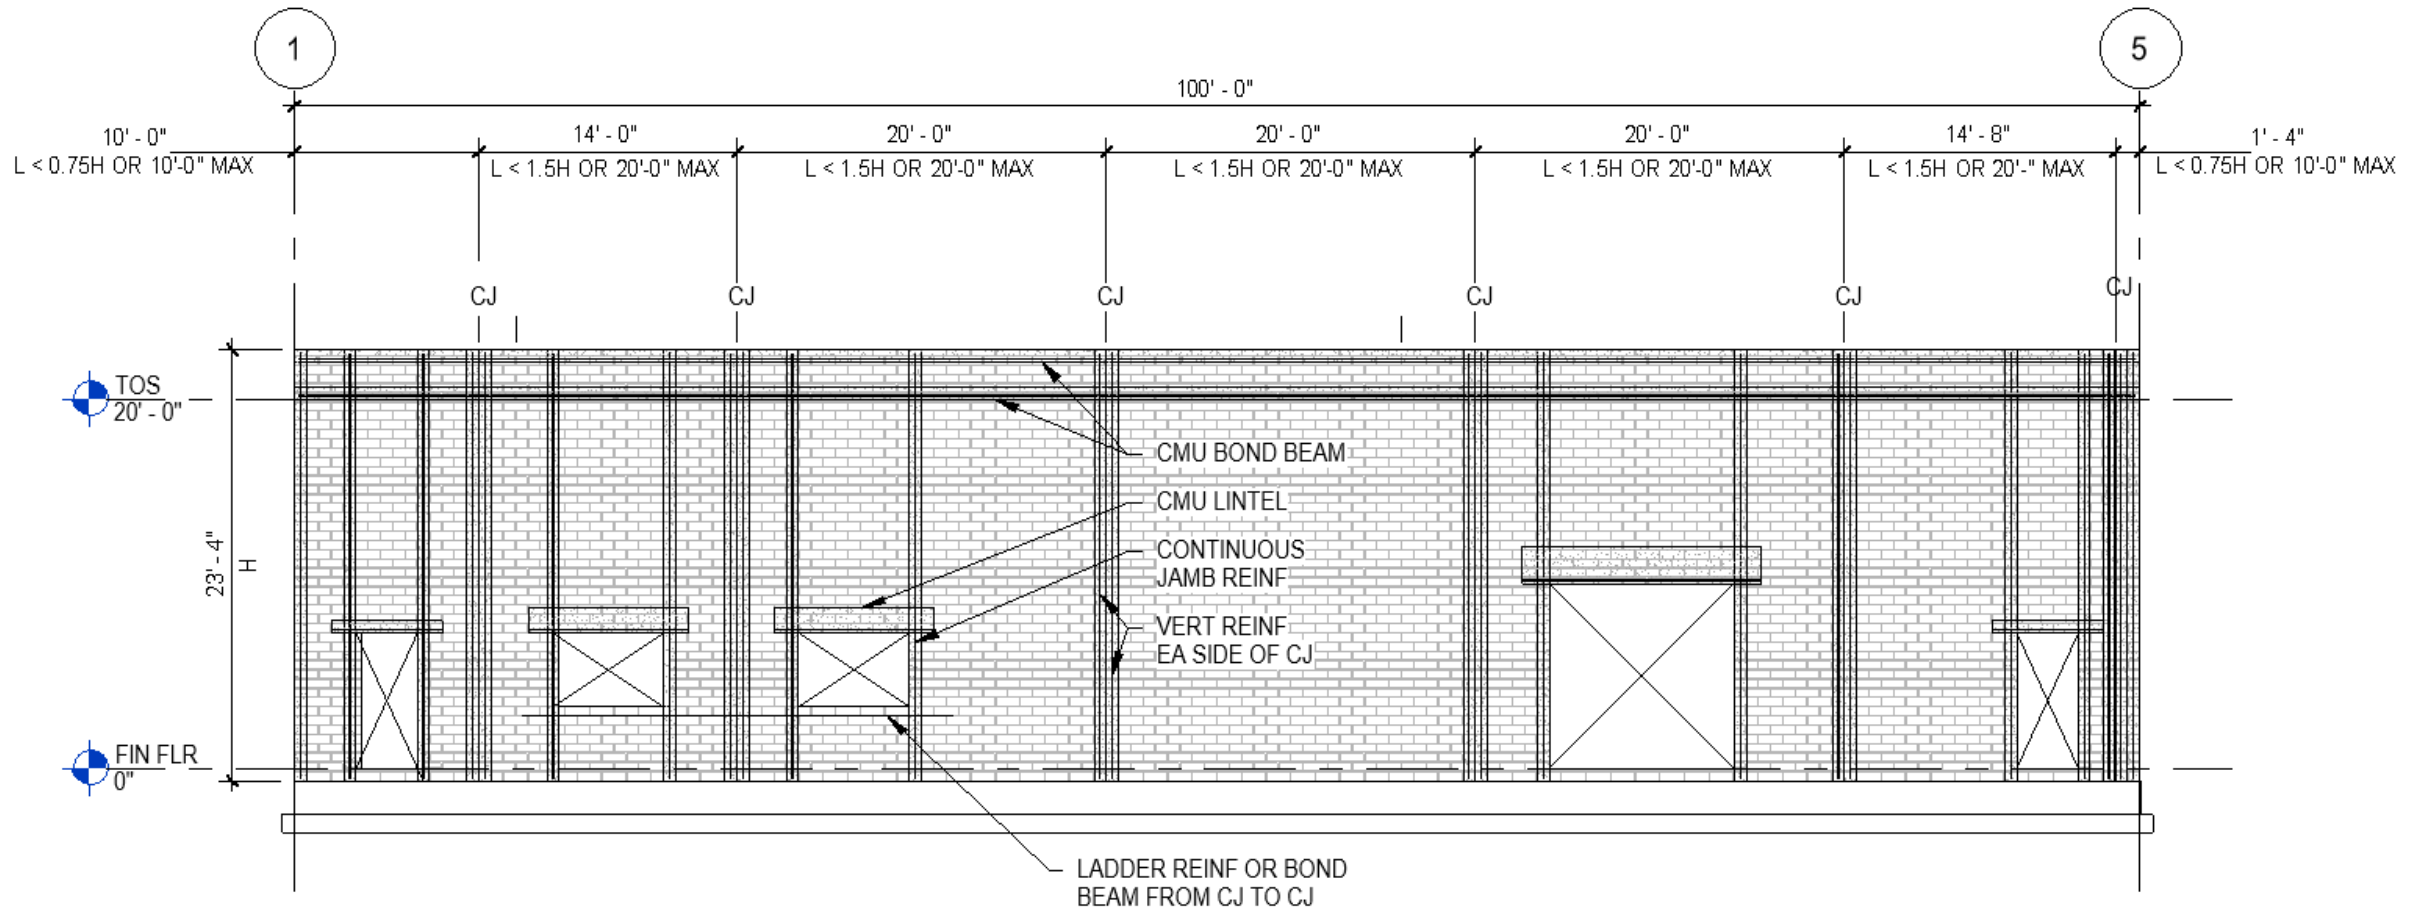 1
5
100' - 0"
10' - 0"
14' - 0"
20' - 0"
20' - 0"
20' - 0"
14' - 8"
1' - 4"
L < 0.75H OR 10'-0" MAX
L < 1.5H OR 20'-0" MAX
L < 1.5H OR 20'-0" MAX
L < 1.5H OR 20'-0" MAX
L < 1.5H OR 20'-0" MAX
L < 1.5H OR 20'-" MAX
L < 0.75H OR 10'-0" MAX
CJ
CJ
CJ
CJ
CJ
CJ
TOS
20' - 0"
CMU BOND BEAM
CMU LINTEL
CONTINUOUS
JAMB REINF
23' - 4"
H
VERT REINF
EA SIDE OF CJ
FIN FLR
0"
LADDER REINF OR BOND
BEAM FROM CJ TO CJ